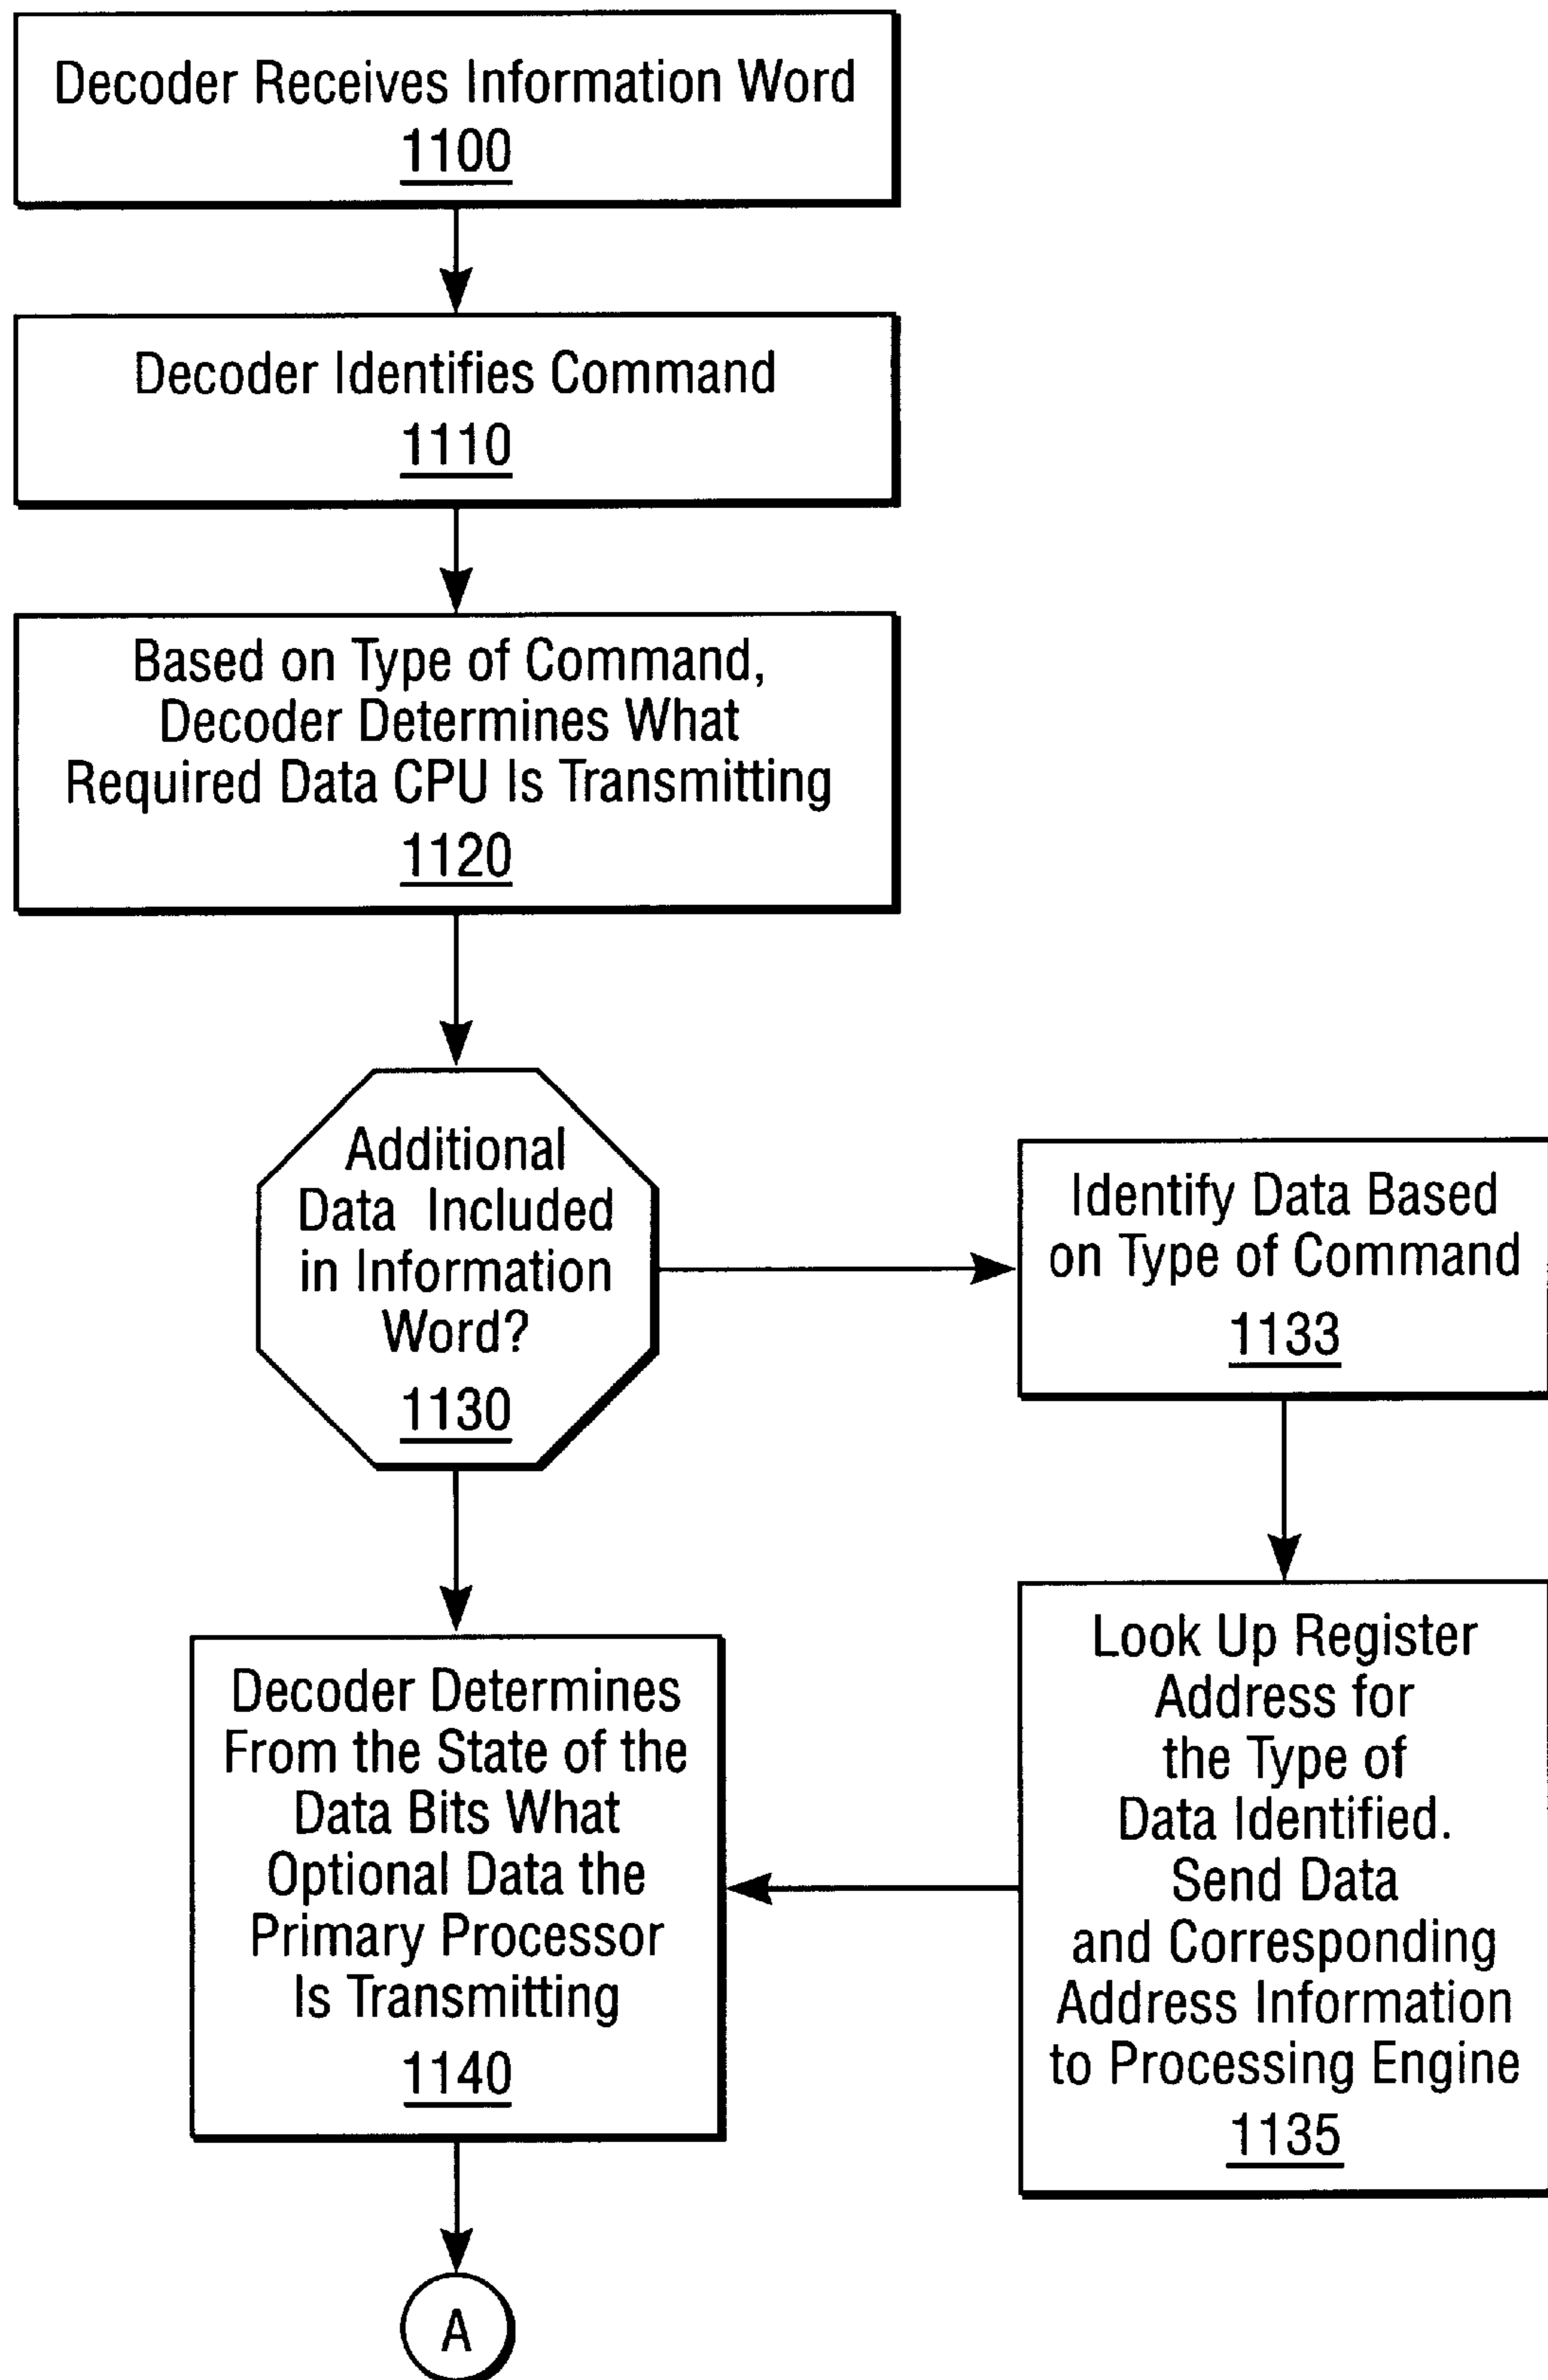 Decoder Receives Information Word
1100
Decoder Identifies Command
1110
Based on Type of Command,
Decoder Determines What
Required Data CPU Is Transmitting
1120
Additional
Data Included
in Information
Word?
1130
Identify Data Based
on Type of Command
1133
Look Up Register
Address for
the Type of
Data Identified.
Send Data
and Corresponding
Address Information
to Processing Engine
1135
Decoder Determines
From the State of the
Data Bits What
Optional Data the
Primary Processor
Is Transmitting
1140
A